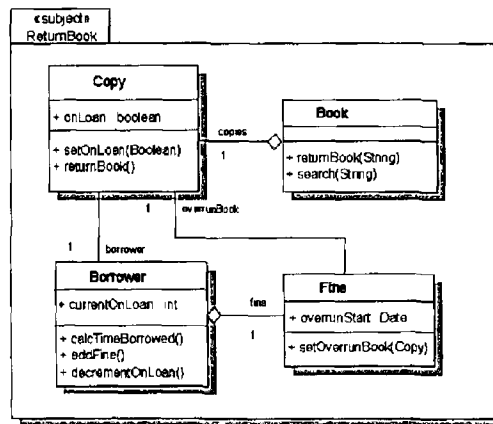 «subject»
ReturnBook
Copy
+ onLoan boolean
+ setOnLoan(Boolean)
+ returnBook()
copies
1
Book
+ returnBook(String)
+ search(String)
1
overrunBook
1
borrower
Borrower
+ currentOnLoan int
+ calcTimeBorrowed()
+ addFine()
+ decrementOnLoan()
fine
1
Fine
+ overrunStart Date
+ setOverrunBook(Copy)